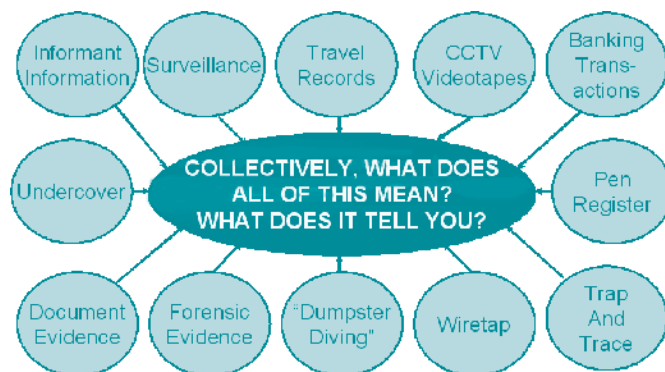 Informant
Information
Surveillance
Travel
Records
CCTV
Videotapes
Banking
Trans-
actions
Undercover
COLLECTIVELY, WHAT DOES
ALL OF THIS MEAN?
WHAT DOES IT TELL YOU?
Pen
Register
Document
Evidence
Forensic
Evidence
“Dumpster
Diving”
Wiretap
Trap
And
Trace